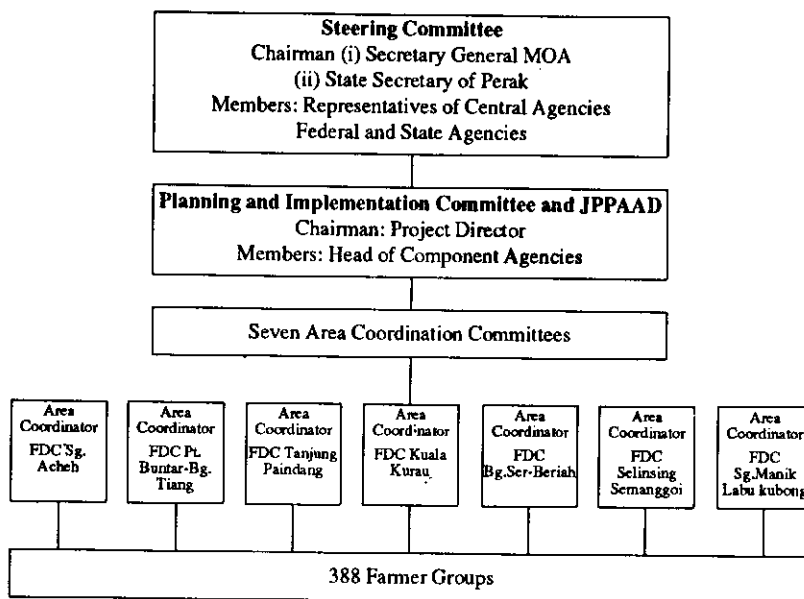 Steering Committee
Chairman (i) Secretary General MOA
(ii) State Secretary of Perak
Members: Representatives of Central Agencies
Federal and State Agencies
Planning and Implementation Committee and JPPAAD
Chairman: Project Director
Members: Head of Component Agencies
Seven Area Coordination Committees
Area
Coordinator
FDC Sg.
Acheh
Area
Coordinator
FDC Pt.
Buntar-Bg.
Tiang
Area
Coordinator
FDC Tanjung
Paindang
Area
Coordinator
FDC Kuala
Kurau
Area
Coordinator
FDC
Bg.Ser-Beriah
Area
Coordinator
FDC
Selinsing
Semanggoi
Area
Coordinator
FDC
Sg.Manik
Labu kubong
388 Farmer Groups